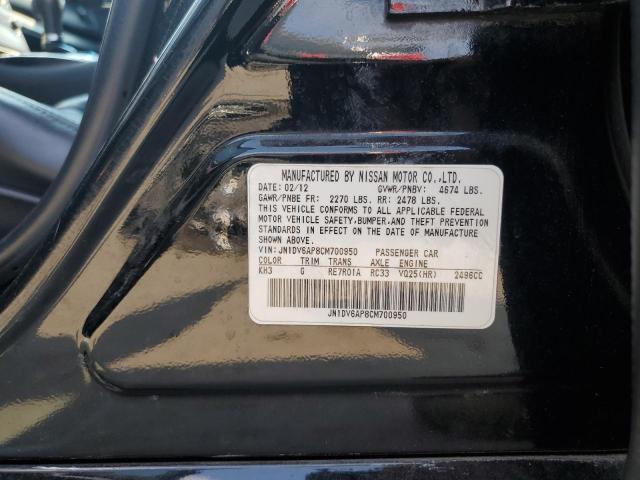 MANUFACTURED BY NISSAN MOTOR CO.,LTD.
DATE: 02/12 GVWR/PNBV: 4674 LBS.
GAWR/PNBE FR: 2270 LBS. RR: 2478 LBS.
THIS VEHICLE CONFORMS TO ALL APPLICABLE FEDERAL
MOTOR VEHICLE SAFETY,BUMPER,AND THEFT PREVENTION
STANDARDS IN EFFECT ON THE DATE OF MANUFACTURE
SHOWN ABOVE.
VIN: JN1DV6AP8CM700950 PASSENGER CAR
COLOR TRIM TRANS AXLE ENGINE
KH3 G RE7R01A RC33 VQ25(HR) 2496CC
JN1DV6AP8CM700950